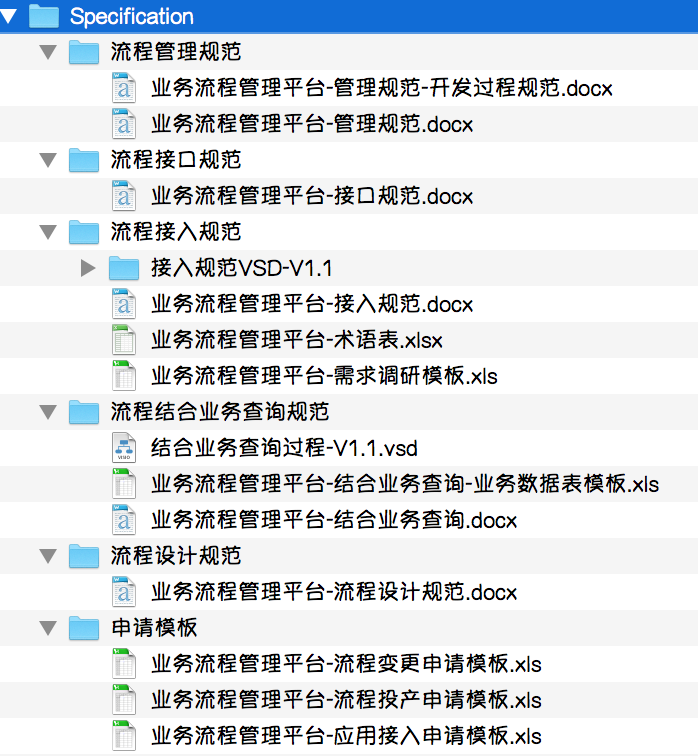 Specification
流程管理规范
业务流程管理平台-管理规范-开发过程规范.docx
业务流程管理平台-管理规范.docx
流程接口规范
业务流程管理平台-接口规范.docx
流程接入规范
接入规范VSD-V1.1
业务流程管理平台-接入规范.docx
业务流程管理平台-术语表.xlsx
业务流程管理平台-需求调研模板.xls
流程结合业务查询规范
结合业务查询过程-V1.1.vsd
业务流程管理平台-结合业务查询-业务数据表模板.xls
业务流程管理平台-结合业务查询.docx
流程设计规范
业务流程管理平台-流程设计规范.docx
申请模板
业务流程管理平台-流程变更申请模板.xls
业务流程管理平台-流程投产申请模板.xls
业务流程管理平台-应用接入申请模板.xls